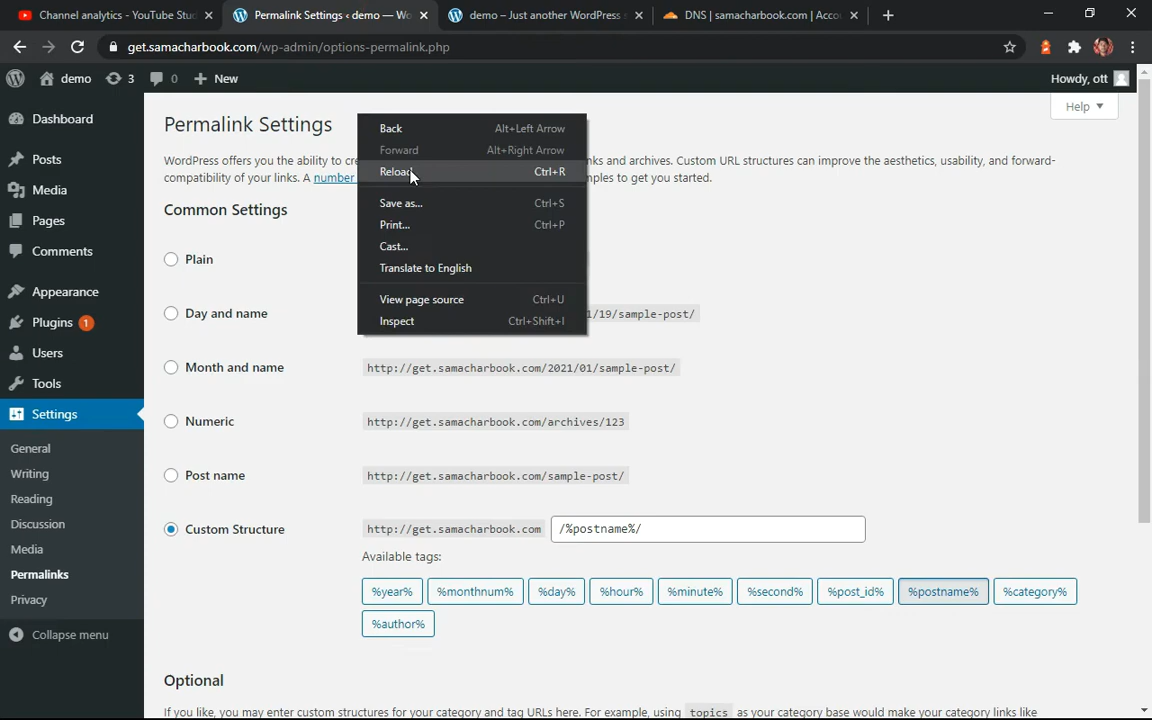 Channel analytics - YouTube Stud
Permalink Settings ‹ demo — Wo
demo – Just another WordPress s
DNS | samacharbook.com | Accou
get.samacharbook.com/wp-admin/options-permalink.php
demo 3 0 + New
Howdy, ott
Dashboard
Posts
Media
Pages
Comments
Appearance
Plugins 1
Users
Tools
Settings
General
Writing
Reading
Discussion
Media
Permalinks
Privacy
Collapse menu
Help
Permalink Settings
WordPress offers you the ability to cre nks and archives. Custom URL structures can improve the aesthetics, usability, and forward-
compatibility of your links. A number mples to get you started.
Common Settings
Back Alt+Left Arrow
Forward Alt+Right Arrow
Reload Ctrl+R
Save as... Ctrl+S
Print... Ctrl+P
Cast...
Translate to English
View page source Ctrl+U
Inspect Ctrl+Shift+I
Plain
Day and name 1/19/sample-post/
Month and name http://get.samacharbook.com/2021/01/sample-post/
Numeric http://get.samacharbook.com/archives/123
Post name http://get.samacharbook.com/sample-post/
Custom Structure http://get.samacharbook.com /%postname%/
Available tags:
%year% %monthnum% %day% %hour% %minute% %second% %post_id% %postname% %category%
%author%
Optional
If you like, you may enter custom structures for your category and tag URLs here. For example, using topics as your category base would make your category links like